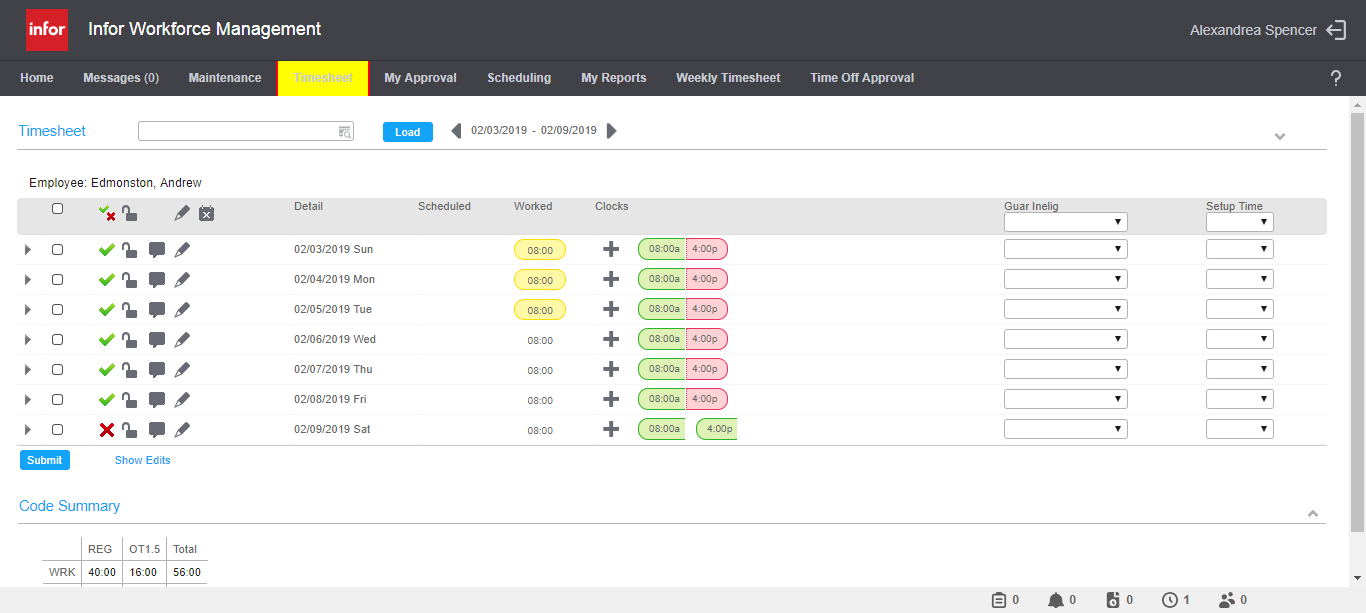 infor Infor Workforce Management Alexandrea Spencer
Home Messages (0) Maintenance Timesheet My Approval Scheduling My Reports Weekly Timesheet Time Off Approval ?
Timesheet Load 02/03/2019 - 02/09/2019
Employee: Edmonston, Andrew
Detail Scheduled Worked Clocks Guar Inelig Setup Time
02/03/2019 Sun 08:00 08:00a 4:00p
02/04/2019 Mon 08:00 08:00a 4:00p
02/05/2019 Tue 08:00 08:00a 4:00p
02/06/2019 Wed 08:00 08:00a 4:00p
02/07/2019 Thu 08:00 08:00a 4:00p
02/08/2019 Fri 08:00 08:00a 4:00p
02/09/2019 Sat 08:00 08:00a 4:00p
Submit Show Edits
Code Summary
REG OT1.5 Total
WRK 40:00 16:00 56:00
0 0 0 1 0